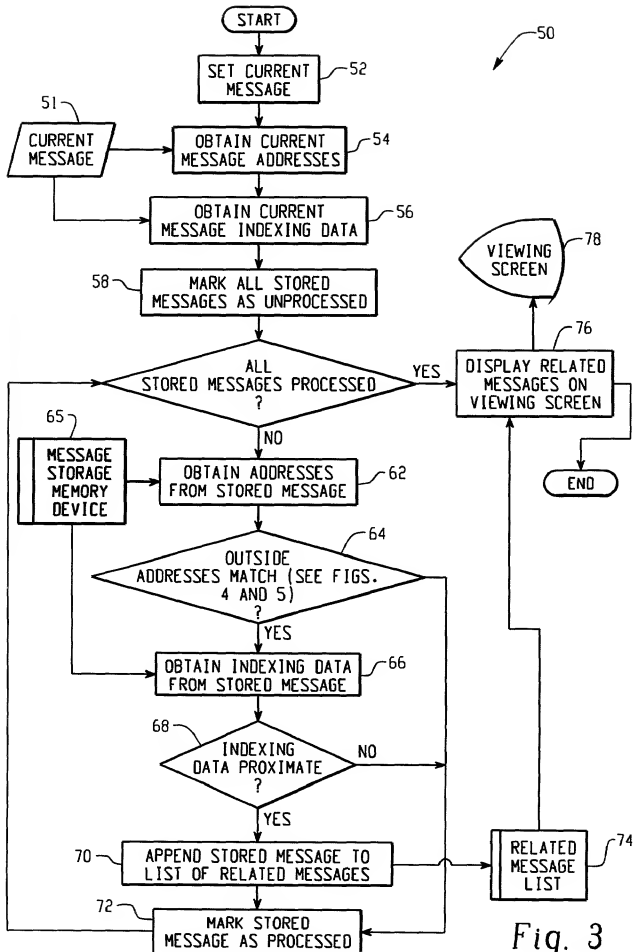 START
50
SET CURRENT
MESSAGE
52
51
CURRENT
MESSAGE
OBTAIN CURRENT
MESSAGE ADDRESSES
54
OBTAIN CURRENT
MESSAGE INDEXING DATA
56
58
MARK ALL STORED
MESSAGES AS UNPROCESSED
VIEWING
SCREEN
78
ALL
STORED MESSAGES PROCESSED
?
YES
NO
DISPLAY RELATED
MESSAGES ON
VIEWING SCREEN
76
END
65
MESSAGE
STORAGE
MEMORY
DEVICE
OBTAIN ADDRESSES
FROM STORED MESSAGE
62
OUTSIDE
ADDRESSES MATCH (SEE FIGS.
4 AND 5)
?
64
YES
OBTAIN INDEXING DATA
FROM STORED MESSAGE
66
68
INDEXING
DATA PROXIMATE
?
NO
YES
70
APPEND STORED MESSAGE TO
LIST OF RELATED MESSAGES
RELATED
MESSAGE
LIST
74
72
MARK STORED
MESSAGE AS PROCESSED
Fig. 3